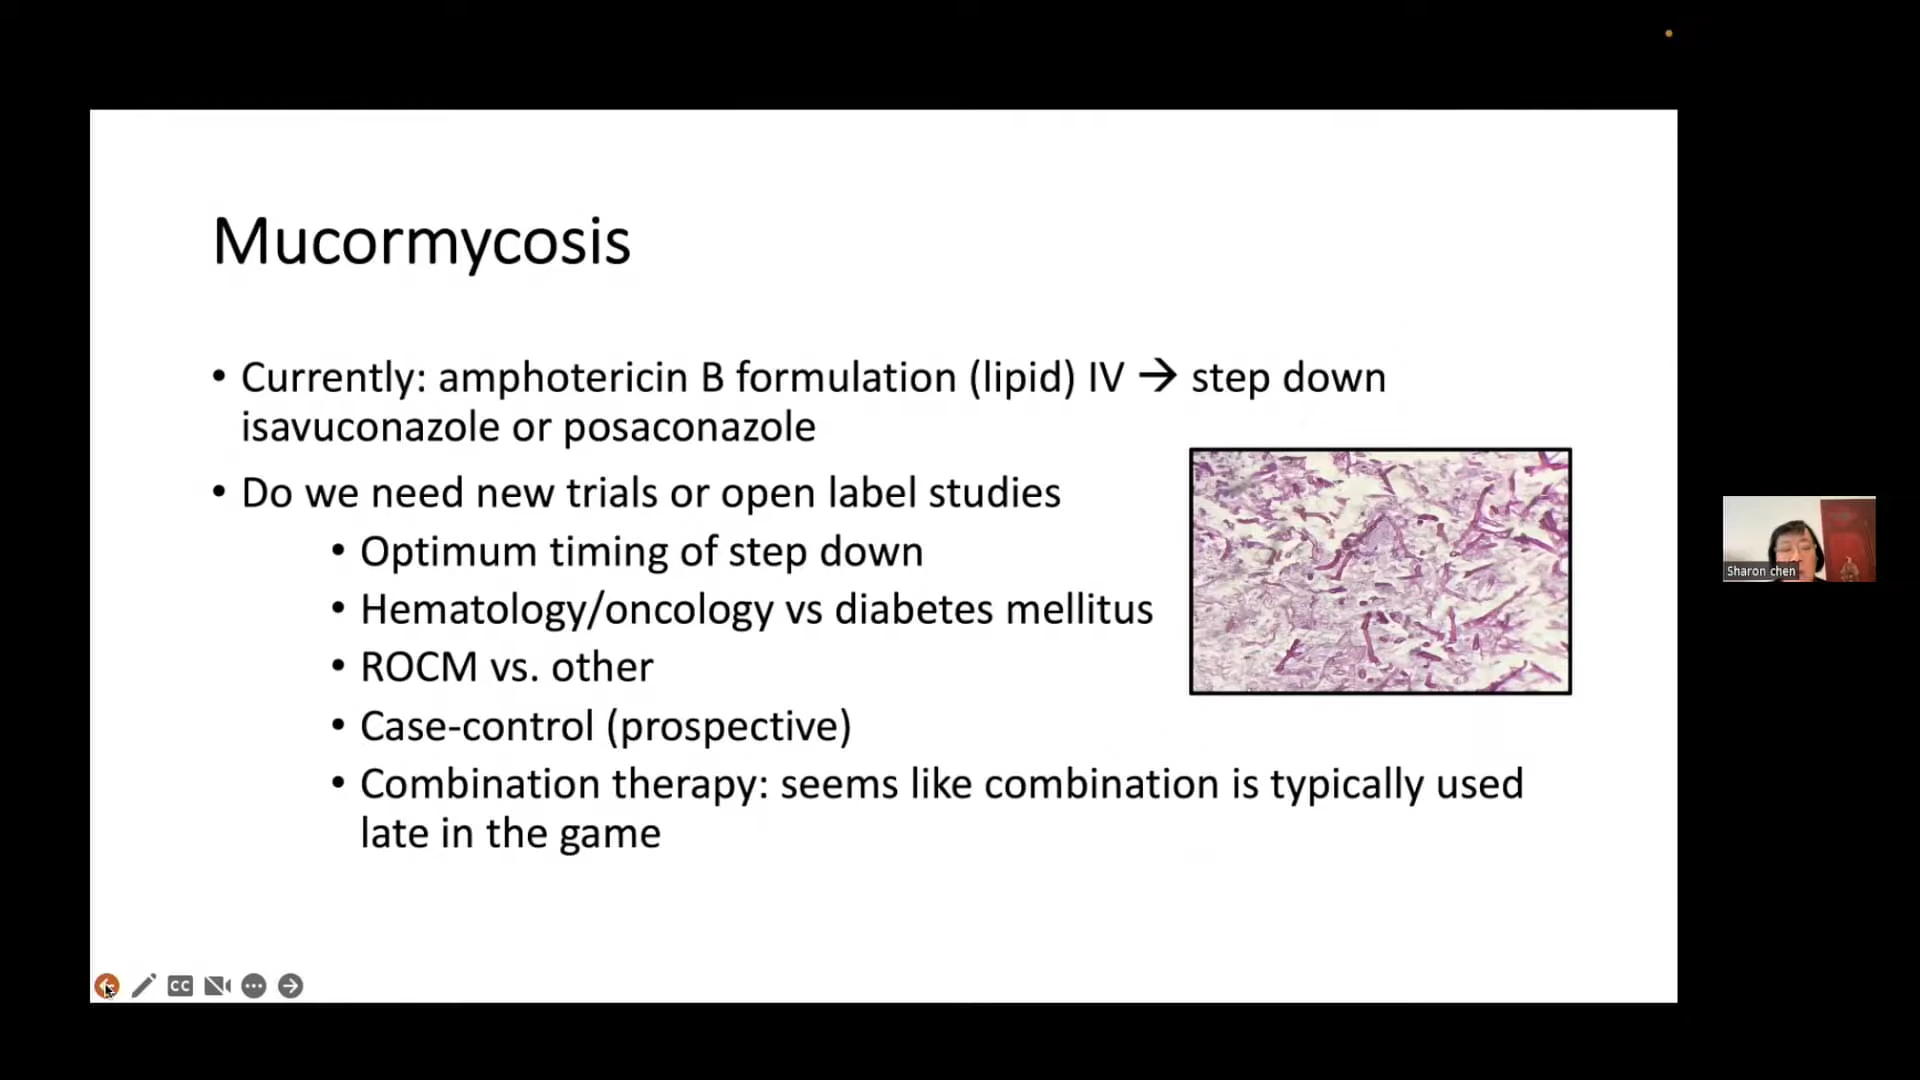 Mucormycosis
• Currently: amphotericin B formulation (lipid) IV → step down
isavuconazole or posaconazole
• Do we need new trials or open label studies
• Optimum timing of step down
• Hematology/oncology vs diabetes mellitus
• ROCM vs. other
• Case-control (prospective)
• Combination therapy: seems like combination is typically used
late in the game
Sharon chen
CC